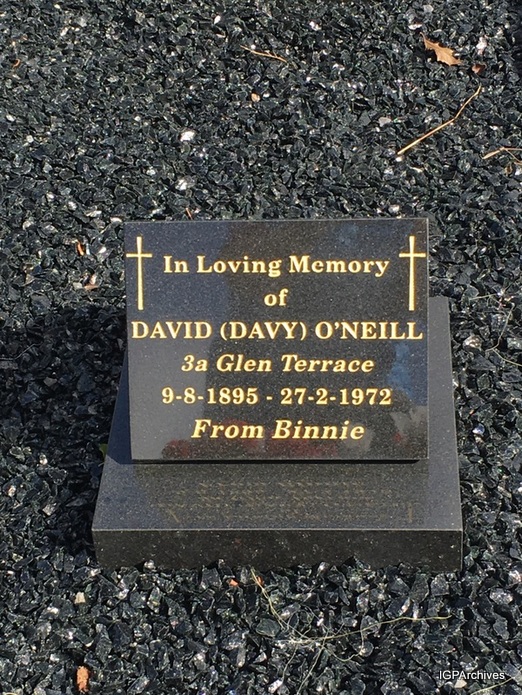 In Loving Memory
of
DAVID (DAVY) O'NEILL
3a Glen Terrace
9-8-1895 - 27-2-1972
From Binnie
IGPArchives